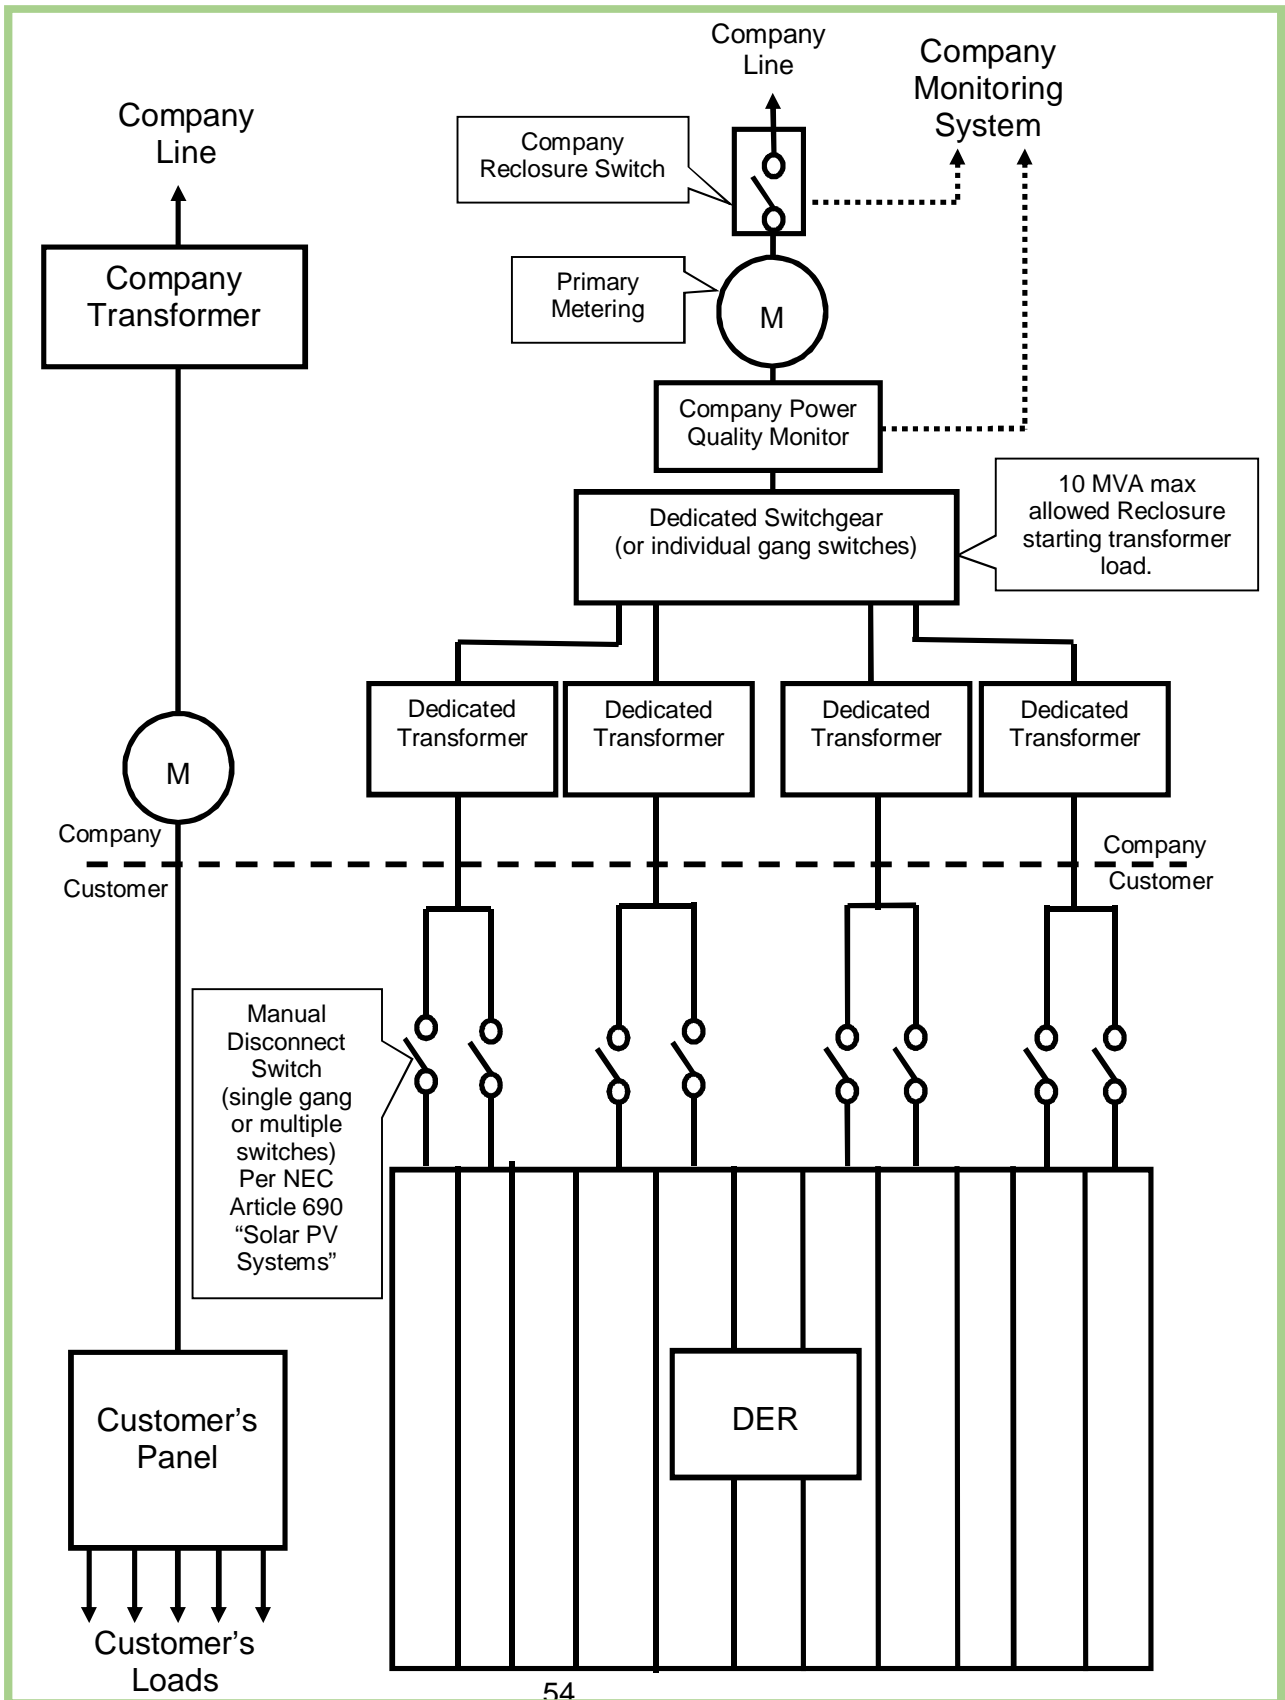 Company
Line
Company
Monitoring
System
Company
Line
Company
Reclosure Switch
Company
Transformer
Primary
Metering
M
Company Power
Quality Monitor
10 MVA max
allowed Reclosure
starting transformer
load.
Dedicated Switchgear
(or individual gang switches)
Dedicated
Transformer
Dedicated
Transformer
Dedicated
Transformer
Dedicated
Transformer
M
Company
Customer
Company
Customer
Manual
Disconnect
Switch
(single gang
or multiple
switches)
Per NEC
Article 690
“Solar PV
Systems”
Customer’s
Panel
DER
Customer’s
Loads
54